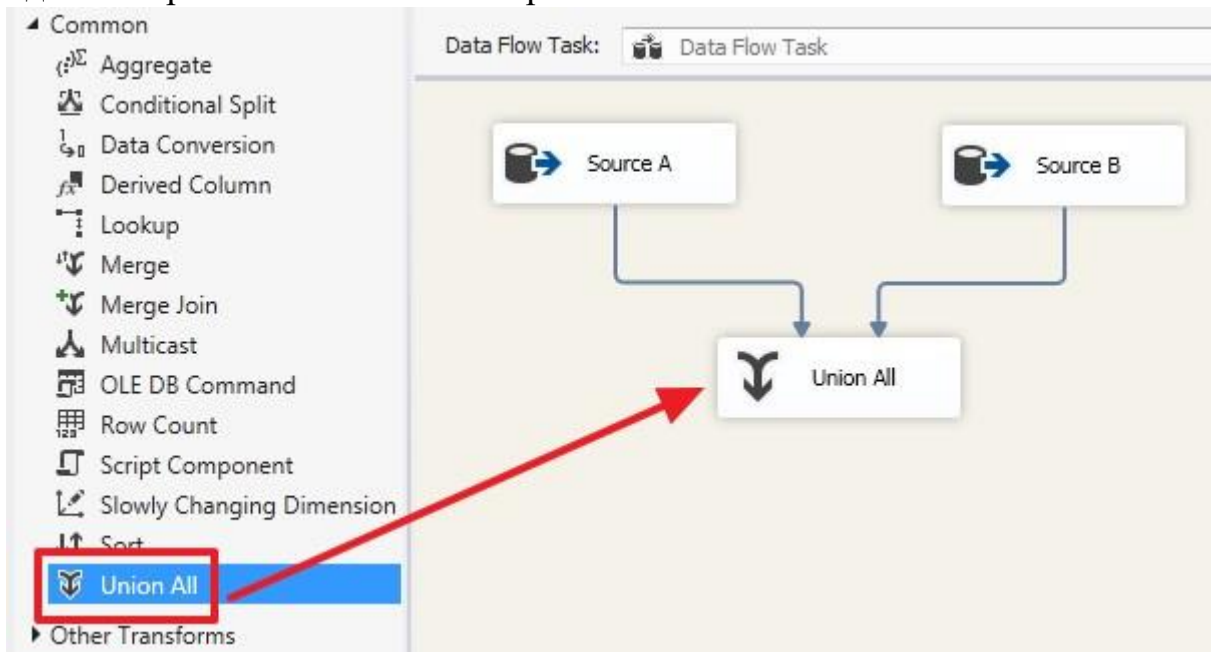 Common
Aggregate
Conditional Split
Data Conversion
Derived Column
Lookup
Merge
Merge Join
Multicast
OLE DB Command
Row Count
Script Component
Slowly Changing Dimension
Sort
Union All
Other Transforms
Data Flow Task: Data Flow Task
Source A
Source B
Union All